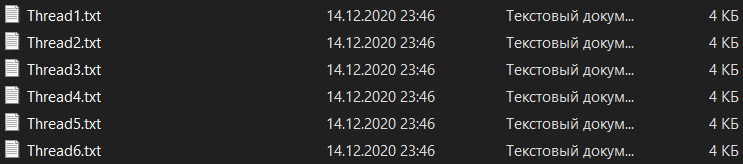 Thread1.txt 14.12.2020 23:46 Текстовый докум... 4 КБ
Thread2.txt 14.12.2020 23:46 Текстовый докум... 4 КБ
Thread3.txt 14.12.2020 23:46 Текстовый докум... 4 КБ
Thread4.txt 14.12.2020 23:46 Текстовый докум... 4 КБ
Thread5.txt 14.12.2020 23:46 Текстовый докум... 4 КБ
Thread6.txt 14.12.2020 23:46 Текстовый докум... 4 КБ